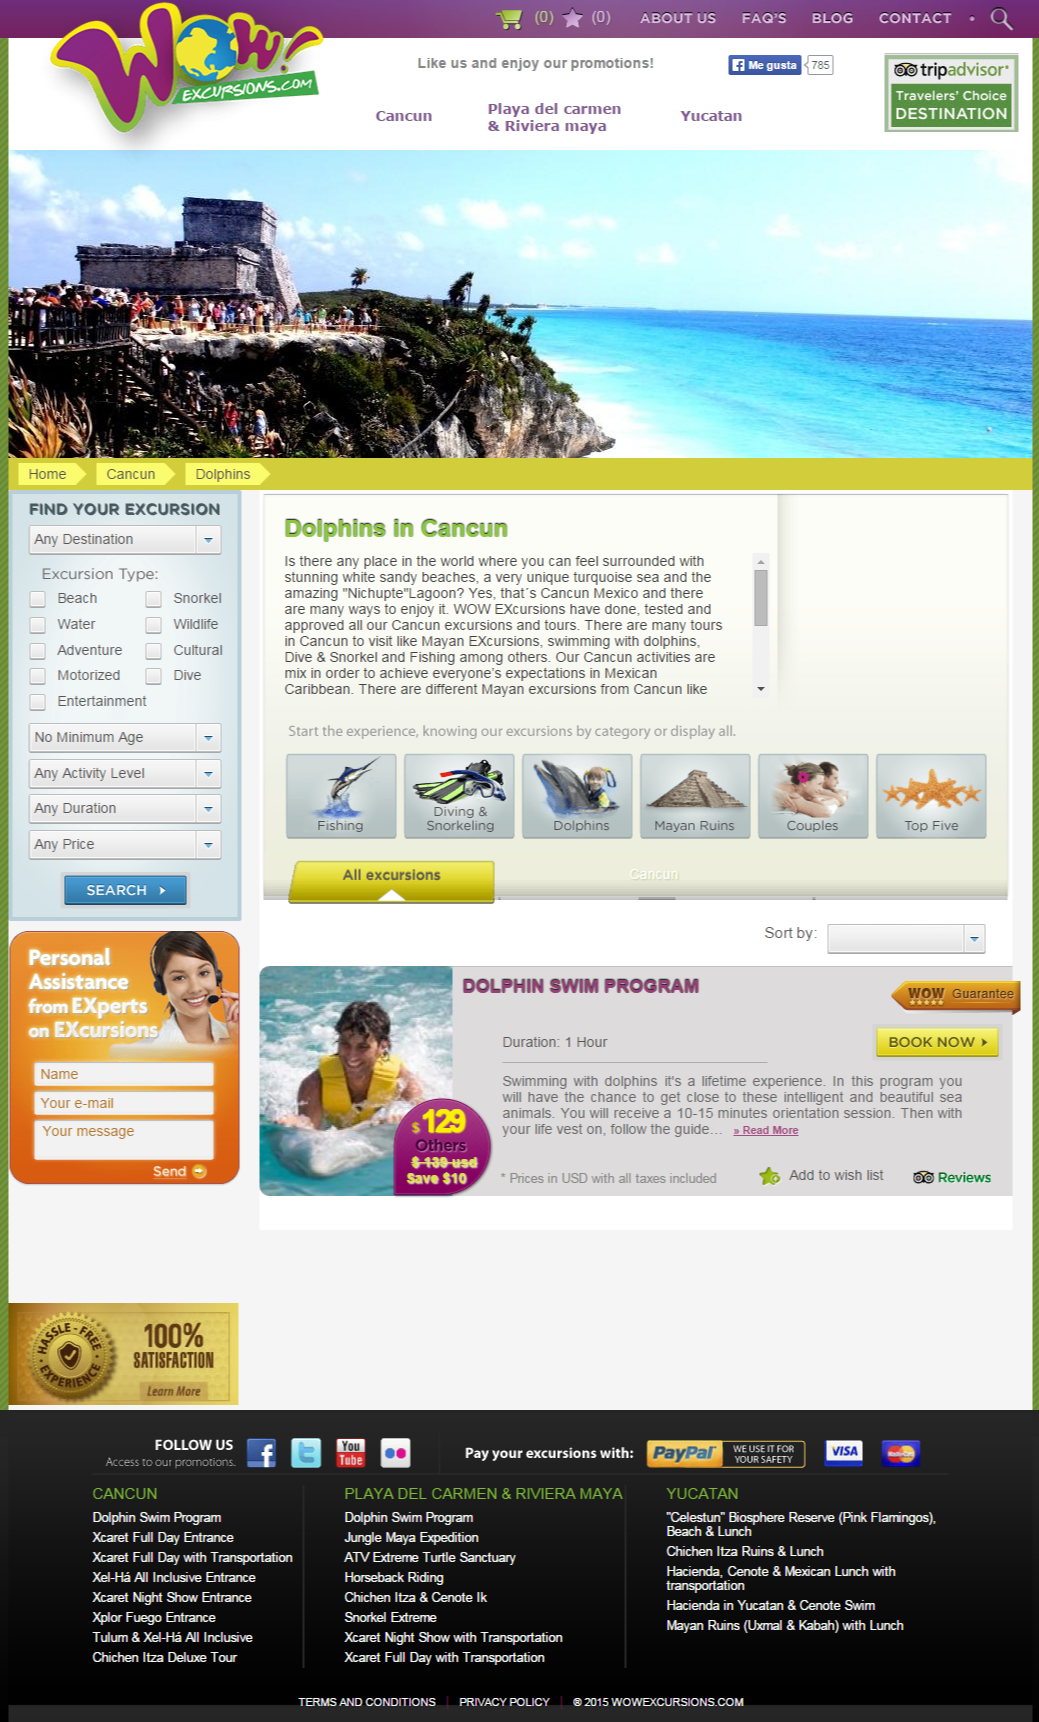 WOW!
EXCURSIONS.COM
(0) (0) ABOUT US FAQ'S BLOG CONTACT
Like us and enjoy our promotions!
Me gusta 785
tripadvisor®
Travelers' Choice
DESTINATION
Cancun
Playa del carmen
& Riviera maya
Yucatan
Home Cancun Dolphins
FIND YOUR EXCURSION
Any Destination
Excursion Type:
Beach Snorkel
Water Wildlife
Adventure Cultural
Motorized Dive
Entertainment
No Minimum Age
Any Activity Level
Any Duration
Any Price
SEARCH
Personal
Assistance
from EXperts
on EXcursions
Name
Your e-mail
Your message
Send
HASSLE-FREE
EXPERIENCE
100%
SATISFACTION
Learn More
Dolphins in Cancun
Is there any place in the world where you can feel surrounded with
stunning white sandy beaches, a very unique turquoise sea and the
amazing "Nichupte"Lagoon? Yes, that´s Cancun Mexico and there
are many ways to enjoy it. WOW EXcursions have done, tested and
approved all our Cancun excursions and tours. There are many tours
in Cancun to visit like Mayan EXcursions, swimming with dolphins,
Dive & Snorkel and Fishing among others. Our Cancun activities are
mix in order to achieve everyone's expectations in Mexican
Caribbean. There are different Mayan excursions from Cancun like
Start the experience, knowing our excursions by category or display all.
Fishing
Diving &
Snorkeling
Dolphins
Mayan Ruins
Couples
Top Five
All excursions
Cancun
Sort by:
DOLPHIN SWIM PROGRAM
WOW Guarantee
Duration: 1 Hour
BOOK NOW
Swimming with dolphins it's a lifetime experience. In this program you
will have the chance to get close to these intelligent and beautiful sea
animals. You will receive a 10-15 minutes orientation session. Then with
your life vest on, follow the guide... » Read More
$129
Others
$ 139 usd
Save $10
* Prices in USD with all taxes included
Add to wish list
Reviews
FOLLOW US
Access to our promotions.
You
Tube
Pay your excursions with:
PayPal
WE USE IT FOR
YOUR SAFETY
VISA
MasterCard
CANCUN
Dolphin Swim Program
Xcaret Full Day Entrance
Xcaret Full Day with Transportation
Xel-Há All Inclusive Entrance
Xcaret Night Show Entrance
Xplor Fuego Entrance
Tulum & Xel-Há All Inclusive
Chichen Itza Deluxe Tour
PLAYA DEL CARMEN & RIVIERA MAYA
Dolphin Swim Program
Jungle Maya Expedition
ATV Extreme Turtle Sanctuary
Horseback Riding
Chichen Itza & Cenote Ik
Snorkel Extreme
Xcaret Night Show with Transportation
Xcaret Full Day with Transportation
YUCATAN
"Celestun" Biosphere Reserve (Pink Flamingos),
Beach & Lunch
Chichen Itza Ruins & Lunch
Hacienda, Cenote & Mexican Lunch with
transportation
Hacienda in Yucatan & Cenote Swim
Mayan Ruins (Uxmal & Kabah) with Lunch
TERMS AND CONDITIONS | PRIVACY POLICY | ® 2015 WOWEXCURSIONS.COM